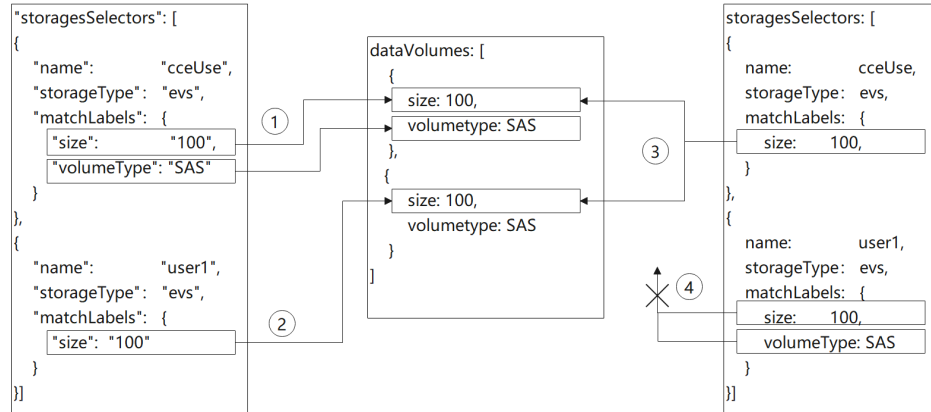 "storagesSelectors": [
{
"name": "cceUse",
"storageType": "evs",
"matchLabels": {
"size": "100",
"volumeType": "SAS"
}
},
{
"name": "user1",
"storageType": "evs",
"matchLabels": {
"size": "100"
}
}]
1
2
dataVolumes: [
{
size: 100,
volumetype: SAS
},
{
size: 100,
volumetype: SAS
}
]
3
4
storagesSelectors: [
{
name: cceUse,
storageType: evs,
matchLabels: {
size: 100,
}
},
{
name: user1,
storageType: evs,
matchLabels: {
size: 100,
volumeType: SAS
}
}]